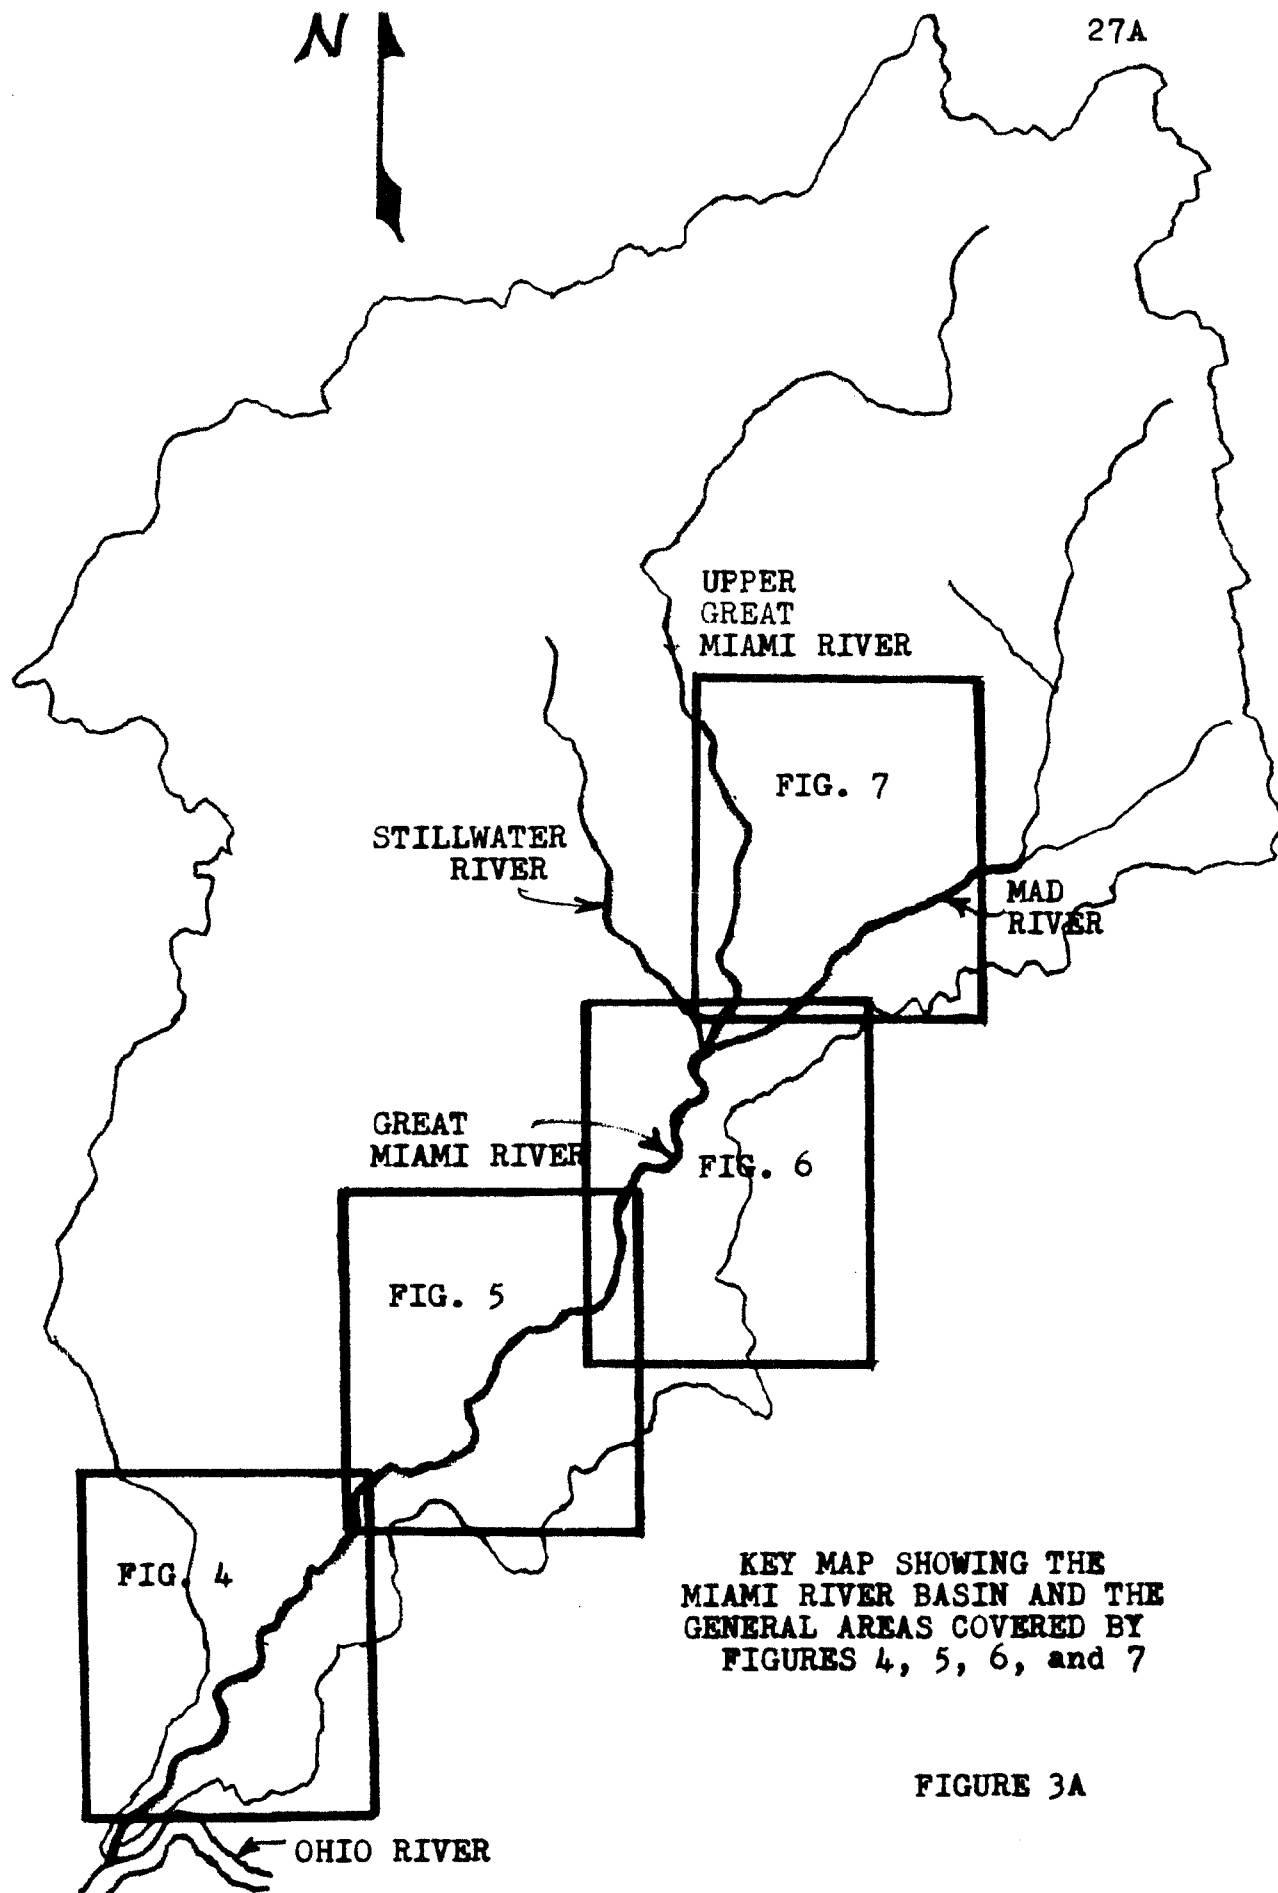 N
27A
UPPER
GREAT
MIAMI RIVER
FIG. 7
STILLWATER
RIVER
MAD
RIVER
GREAT
MIAMI RIVER
FIG. 6
FIG. 5
FIG. 4
KEY MAP SHOWING THE
MIAMI RIVER BASIN AND THE
GENERAL AREAS COVERED BY
FIGURES 4, 5, 6, and 7
FIGURE 3A
OHIO RIVER